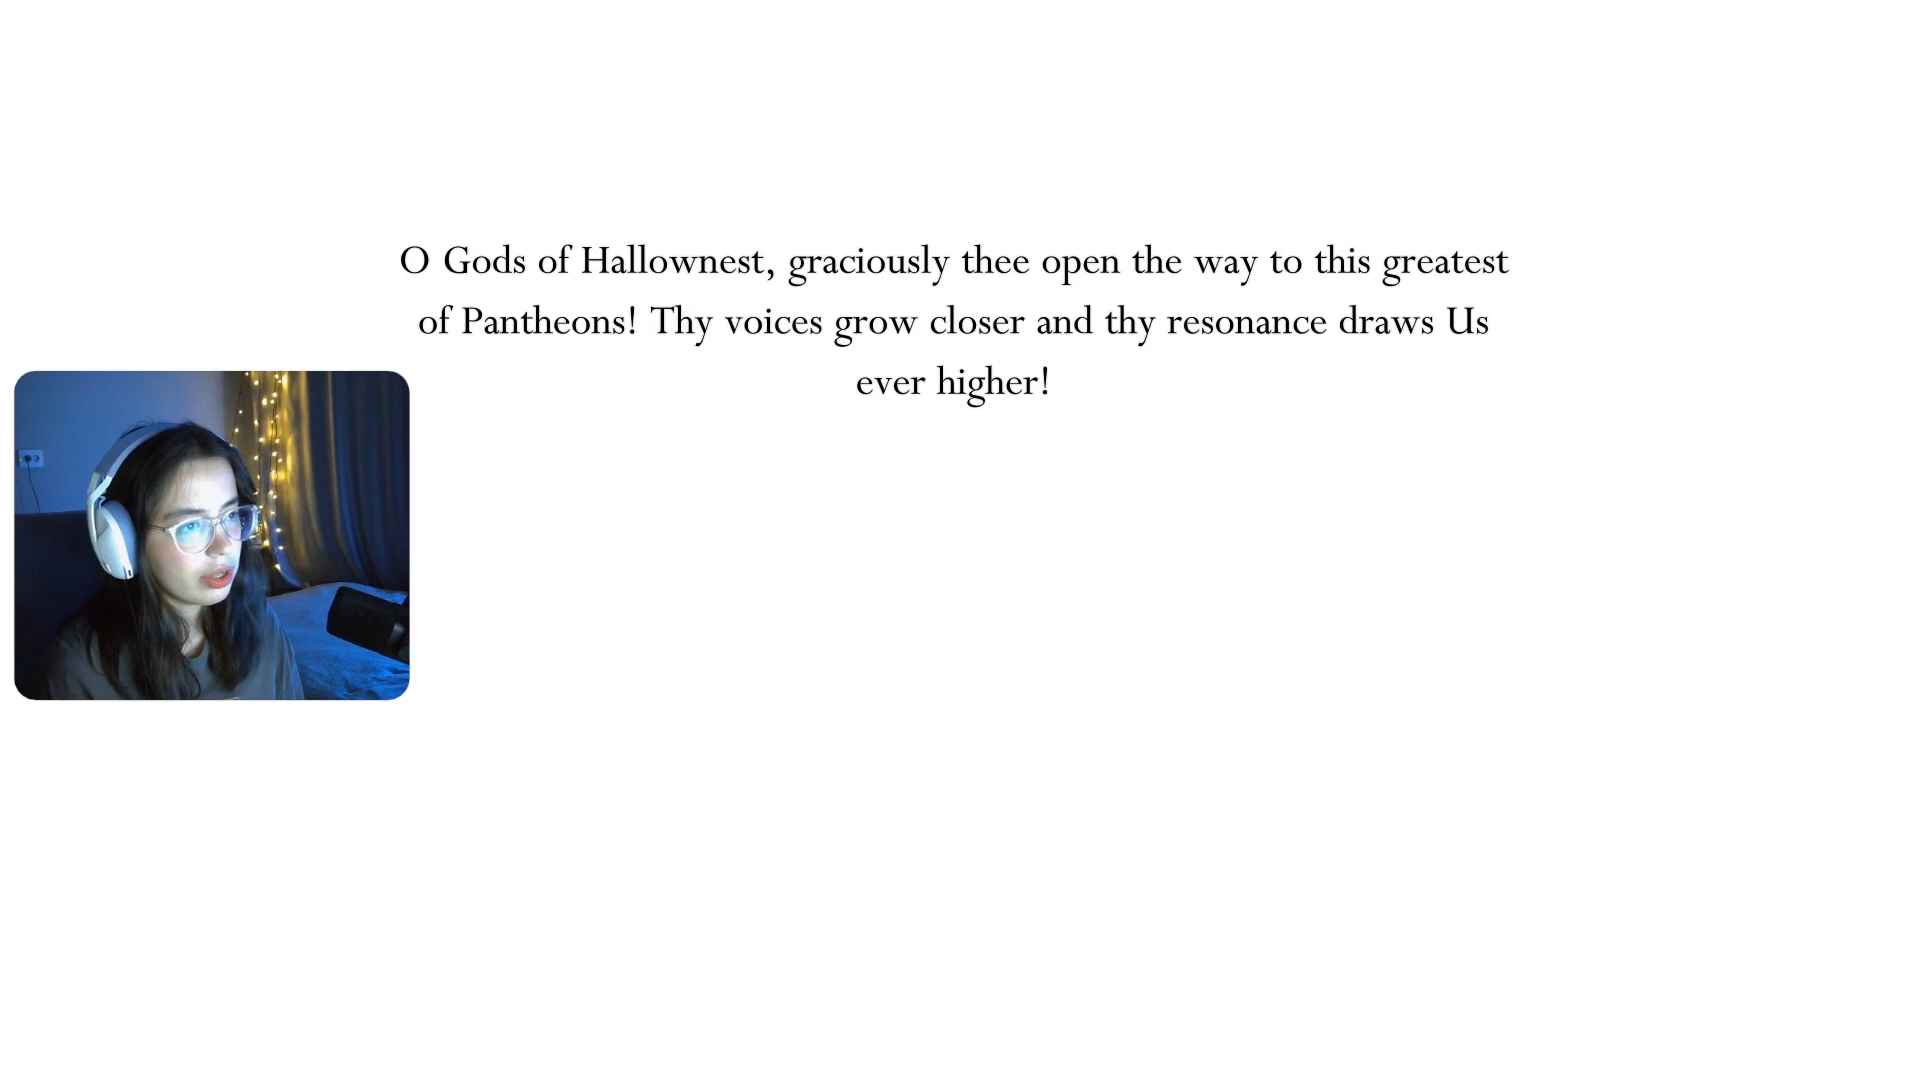 O Gods of Hallownest, graciously thee open the way to this greatest
of Pantheons! Thy voices grow closer and thy resonance draws Us
ever higher!